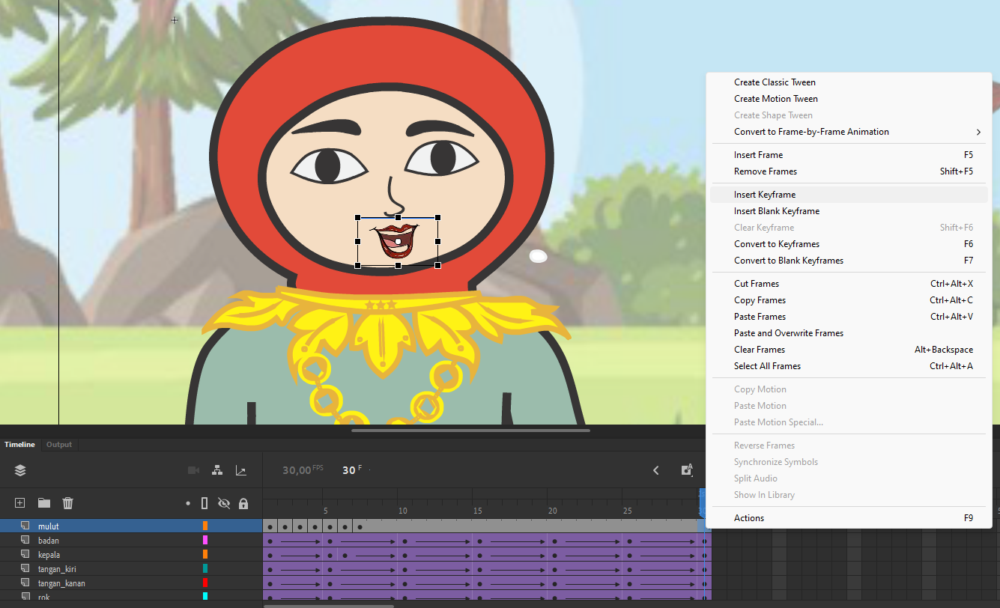 Create Classic Tween
Create Motion Tween
Create Shape Tween
Convert to Frame-by-Frame Animation
Insert Frame F5
Remove Frames Shift+F5
Insert Keyframe
Insert Blank Keyframe
Clear Keyframe Shift+F6
Convert to Keyframes F6
Convert to Blank Keyframes F7
Cut Frames Ctrl+Alt+X
Copy Frames Ctrl+Alt+C
Paste Frames Ctrl+Alt+V
Paste and Overwrite Frames
Clear Frames Alt+Backspace
Select All Frames Ctrl+Alt+A
Copy Motion
Paste Motion
Paste Motion Special...
Reverse Frames
Synchronize Symbols
Split Audio
Show In Library
Actions F9
Timeline Output
30,00 FPS 30 F
5 10 15 20 25
mulut
badan
kepala
tangan_kiri
tangan_kanan
rok